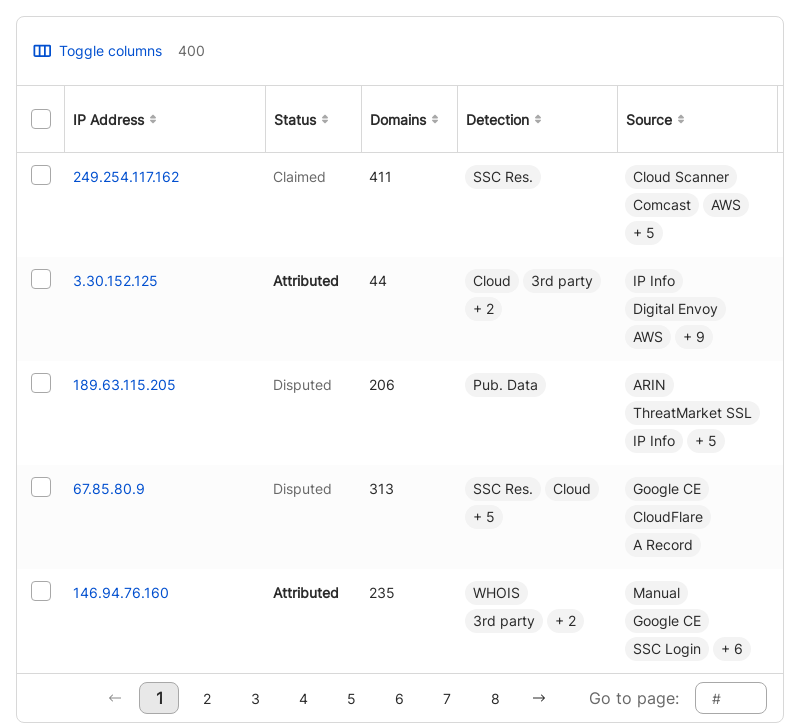 Toggle columns 400
IP Address Status Domains Detection Source
249.254.117.162 Claimed 411 SSC Res. Cloud Scanner
Comcast AWS
+ 5
3.30.152.125 Attributed 44 Cloud 3rd party IP Info
+ 2 Digital Envoy
AWS + 9
189.63.115.205 Disputed 206 Pub. Data ARIN
ThreatMarket SSL
IP Info + 5
67.85.80.9 Disputed 313 SSC Res. Cloud Google CE
+ 5 CloudFlare
A Record
146.94.76.160 Attributed 235 WHOIS Manual
3rd party + 2 Google CE
SSC Login + 6
← 1 2 3 4 5 6 7 8 → Go to page: #